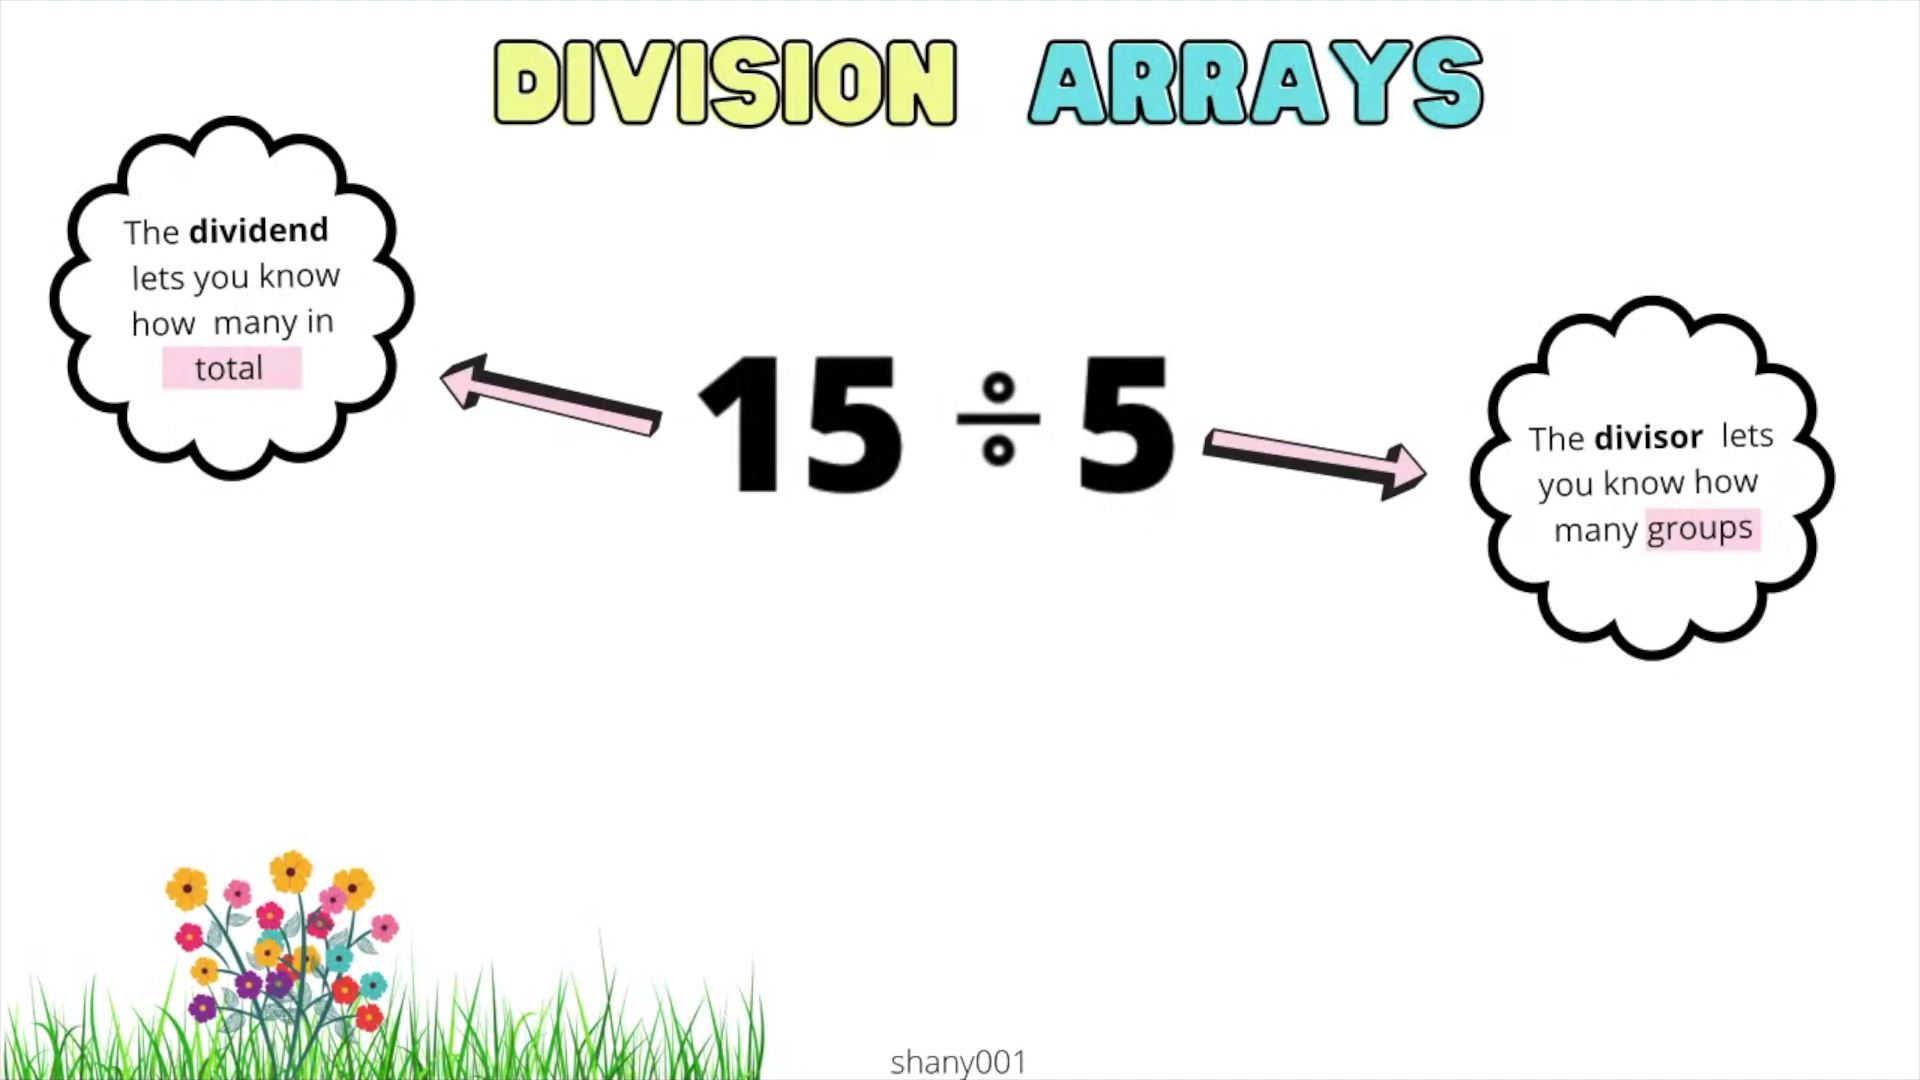 DIVISION ARRAYS
The dividend
lets you know
how many in
total
15 ÷ 5
The divisor lets
you know how
many groups
shany001